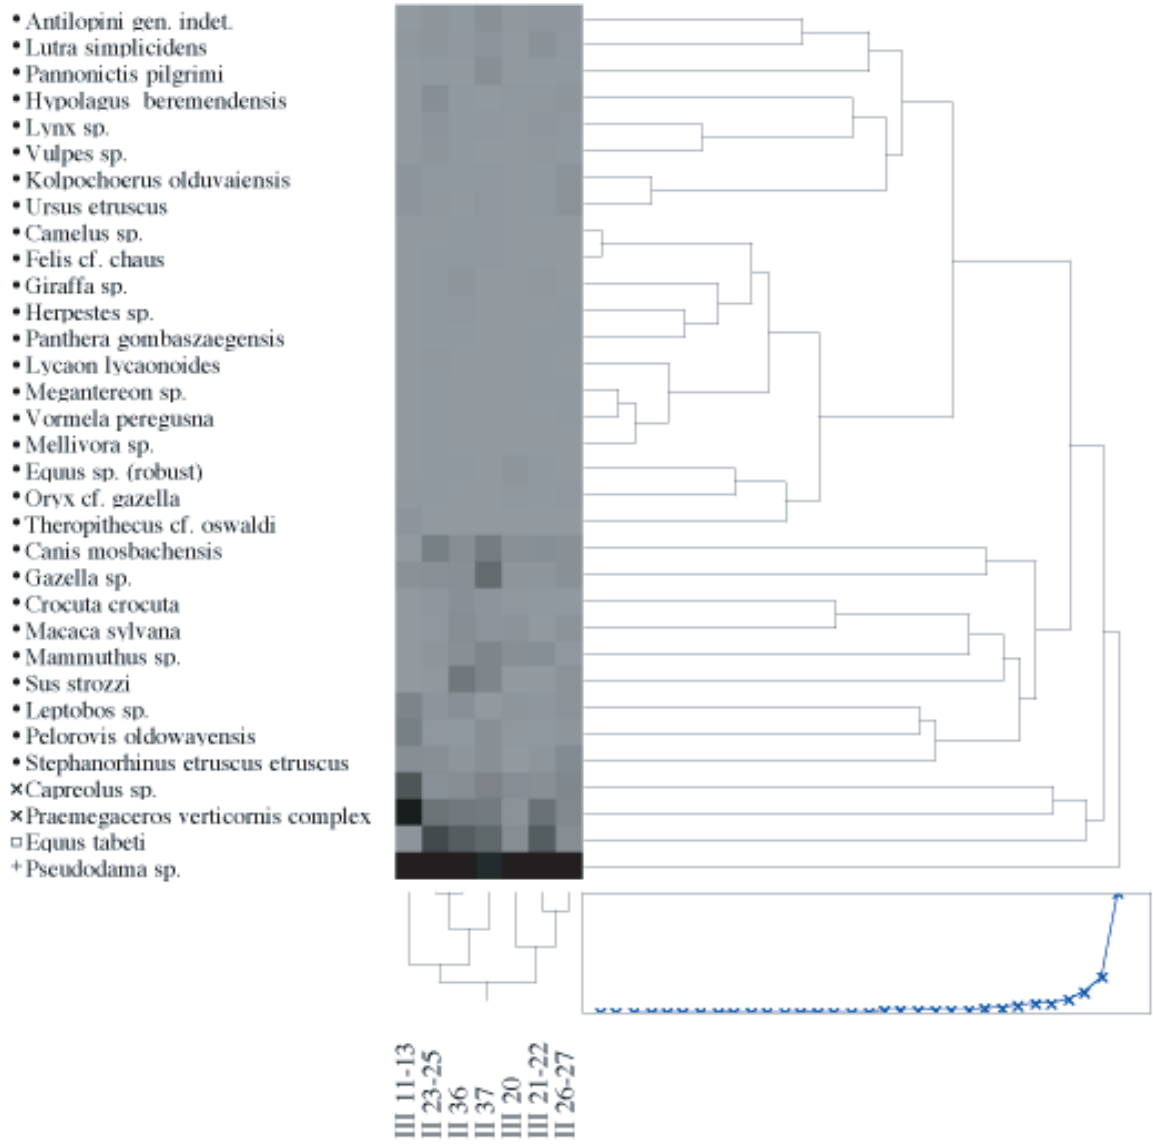 • Antilopini gen. indet.
• Lutra simplicidens
• Pannonictis pilgrimi
• Hypolagus beremendensis
• Lynx sp.
• Vulpes sp.
• Kolpochoerus olduvaiensis
• Ursus etruscus
• Camelus sp.
• Felis cf. chaus
• Giraffa sp.
• Herpestes sp.
• Panthera gombaszaegensis
• Lycaon lycaonoides
• Megantereon sp.
• Vormela peregusna
• Mellivora sp.
• Equus sp. (robust)
• Oryx cf. gazella
• Theropithecus cf. oswaldi
• Canis mosbachensis
• Gazella sp.
• Crocuta crocuta
• Macaca sylvana
• Mammuthus sp.
• Sus strozzi
• Leptobos sp.
• Pelorovis oldowayensis
• Stephanorhinus etruscus etruscus
×Capreolus sp.
×Praemegaceros verticornis complex
□Equus tabeti
+Pseudodama sp.
III 11-13
II 23-25
II 36
II 37
III 20
III 21-22
II 26-27